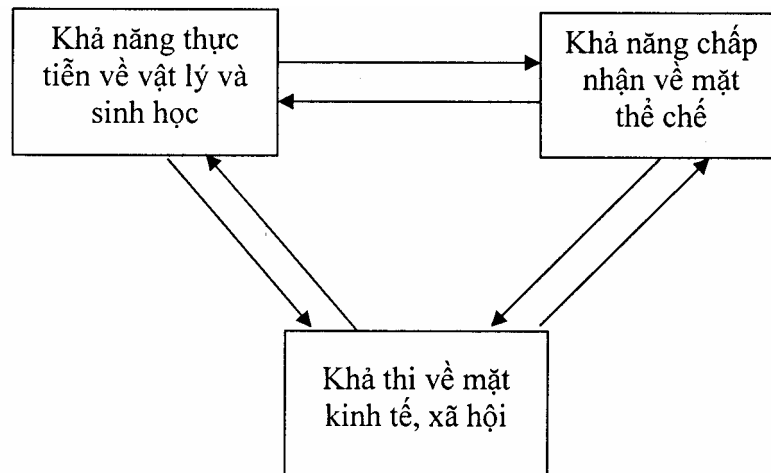 Khả năng thực
tiễn về vật lý và
sinh học
Khả năng chấp
nhận về mặt
thể chế
Khả thi về mặt
kinh tế, xã hội